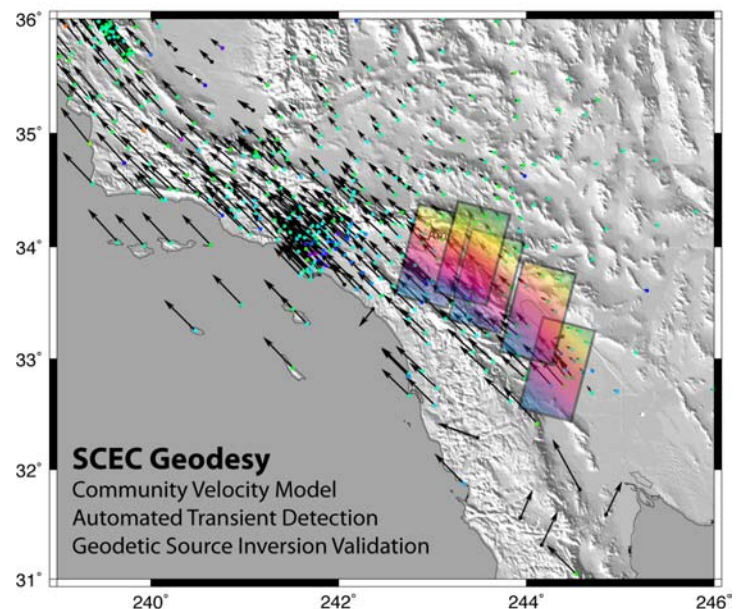 36°
35°
34°
33°
32°
31°
SCEC Geodesy
Community Velocity Model
Automated Transient Detection
Geodetic Source Inversion Validation
240° 242° 244° 246°